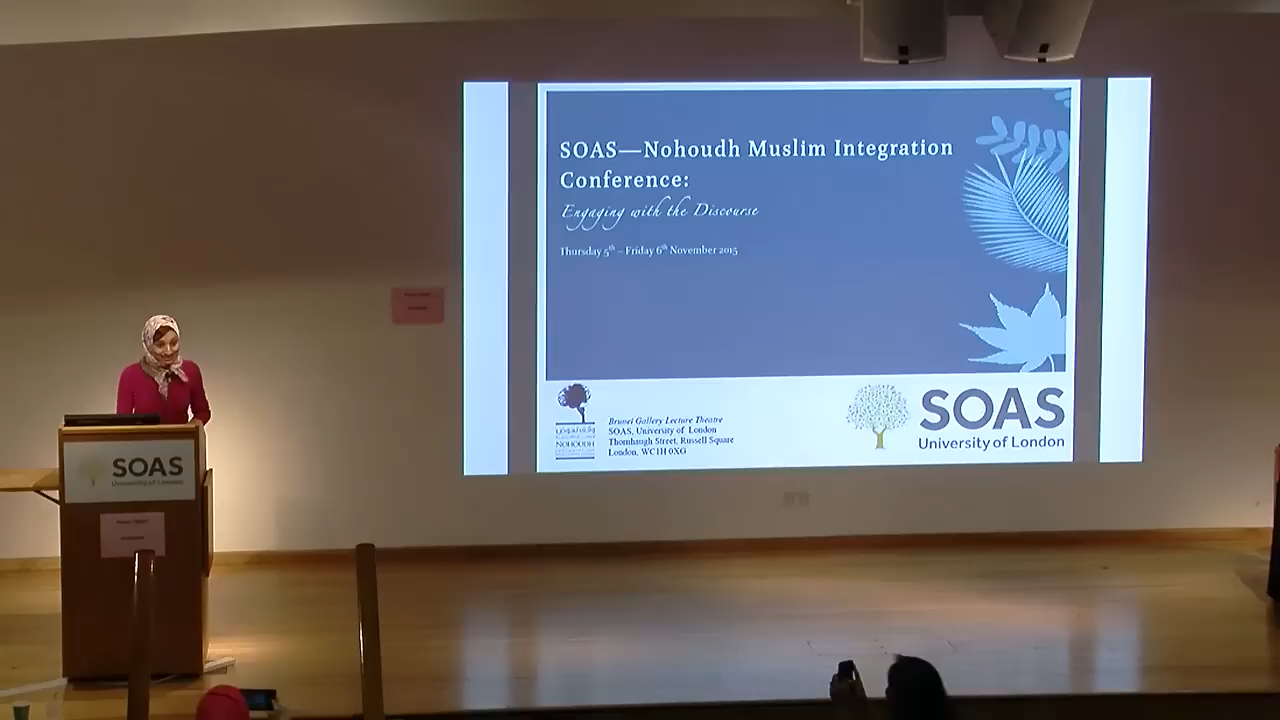 SOAS—Nohoudh Muslim Integration
Conference:
Engaging with the Discourse
Thursday 5th – Friday 6th November 2015
NOHOUDH
Brunei Gallery Lecture Theatre
SOAS, University of London
Thornhaugh Street, Russell Square
London, WC1H 0XG
SOAS
University of London
SOAS
University of London